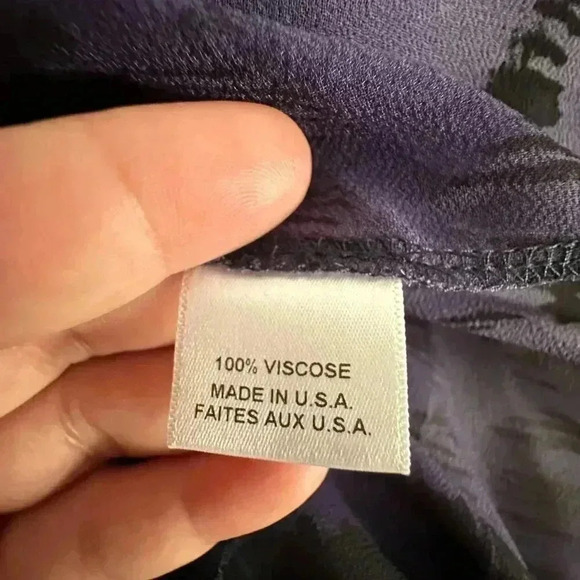 100% VISCOSE
MADE IN U.S.A.
FAITES AUX U.S.A.